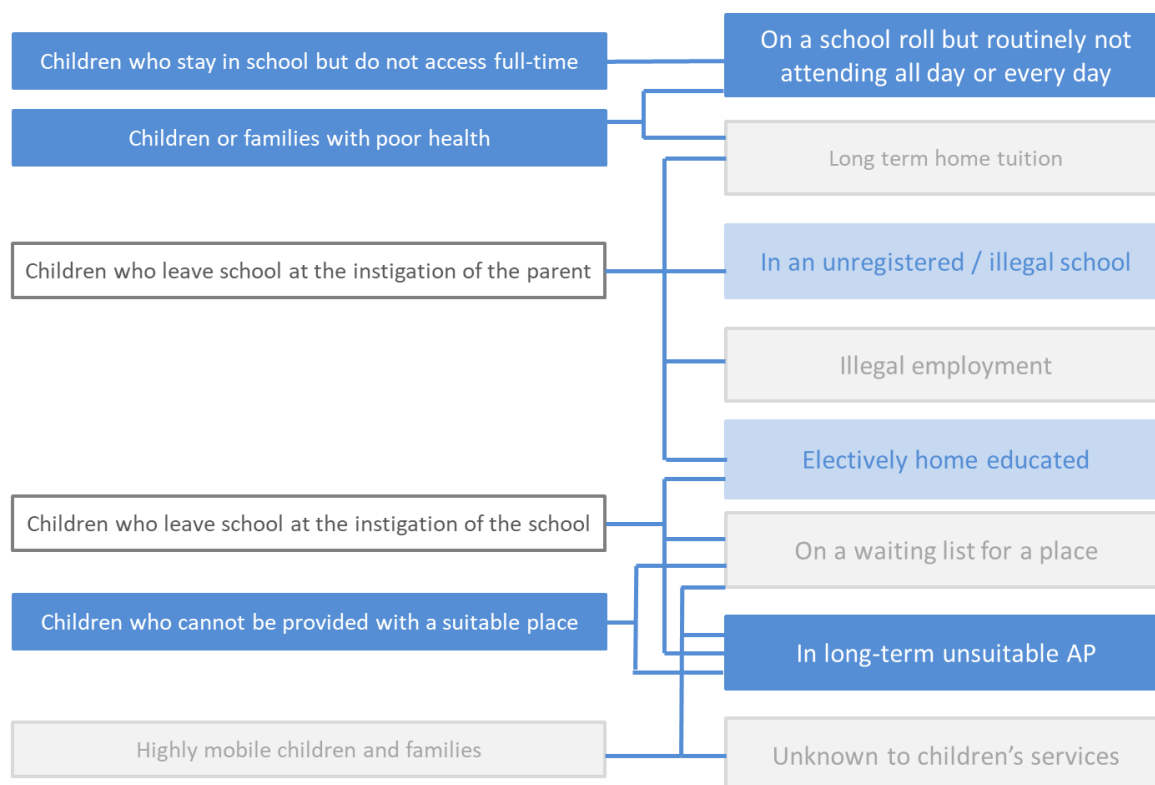 Children who stay in school but do not access full-time
On a school roll but routinely not
attending all day or every day
Children or families with poor health
Long term home tuition
Children who leave school at the instigation of the parent
In an unregistered / illegal school
Illegal employment
Electively home educated
Children who leave school at the instigation of the school
On a waiting list for a place
Children who cannot be provided with a suitable place
In long-term unsuitable AP
Highly mobile children and families
Unknown to children’s services